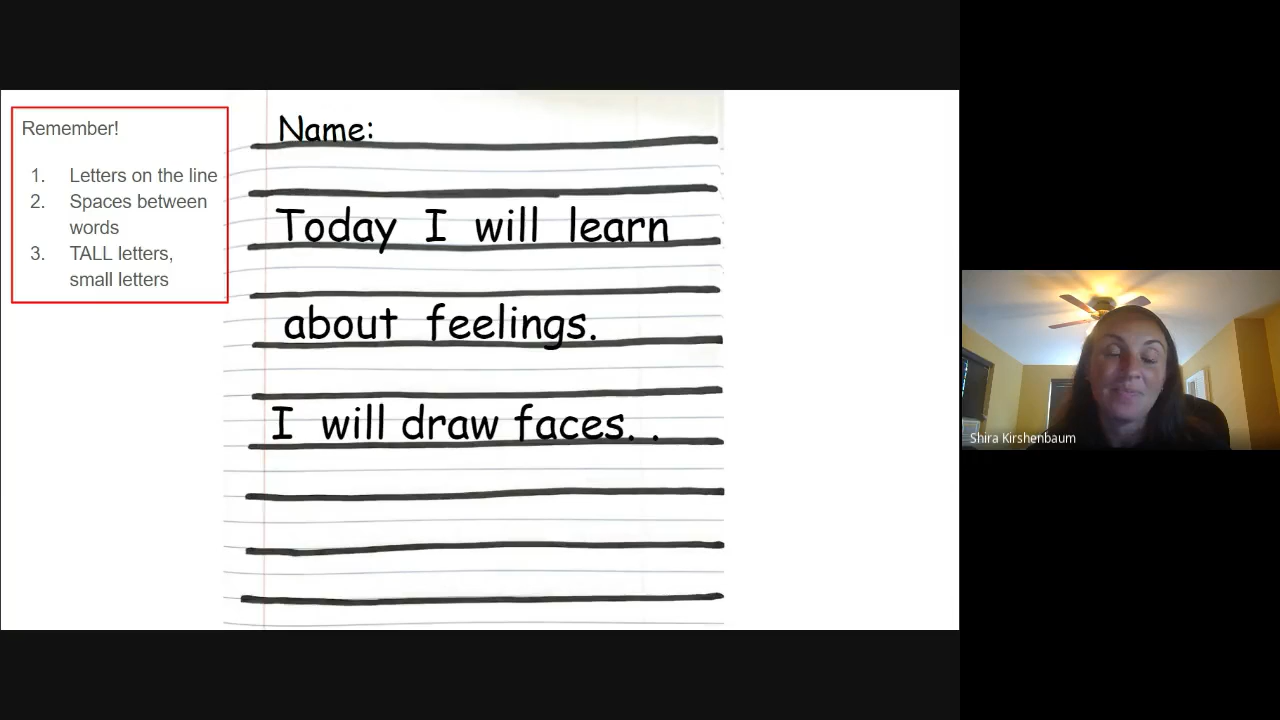 Remember!
1. Letters on the line
2. Spaces between
words
3. TALL letters,
small letters
Name:
Today I will learn
about feelings.
I will draw faces. .
Shira Kirshenbaum